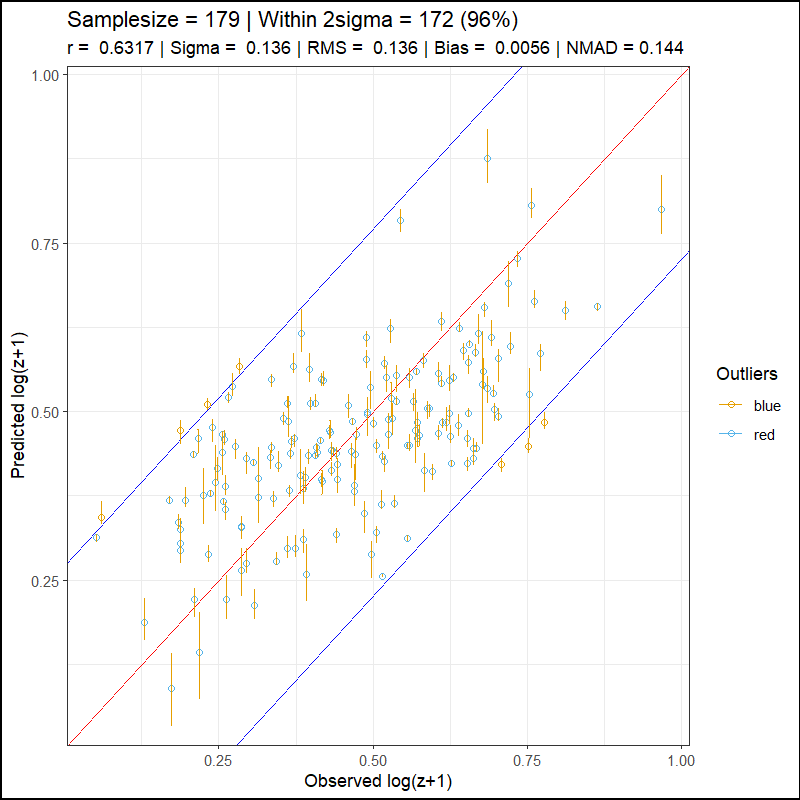 Samplesize = 179 | Within 2sigma = 172 (96%)
r =  0.6317 | Sigma =  0.136 | RMS =  0.136 | Bias =  0.0056 | NMAD = 0.144
1.00
0.75
0.50
0.25
Predicted log(z+1)
0.25
0.50
0.75
1.00
Observed log(z+1)
Outliers
blue
red